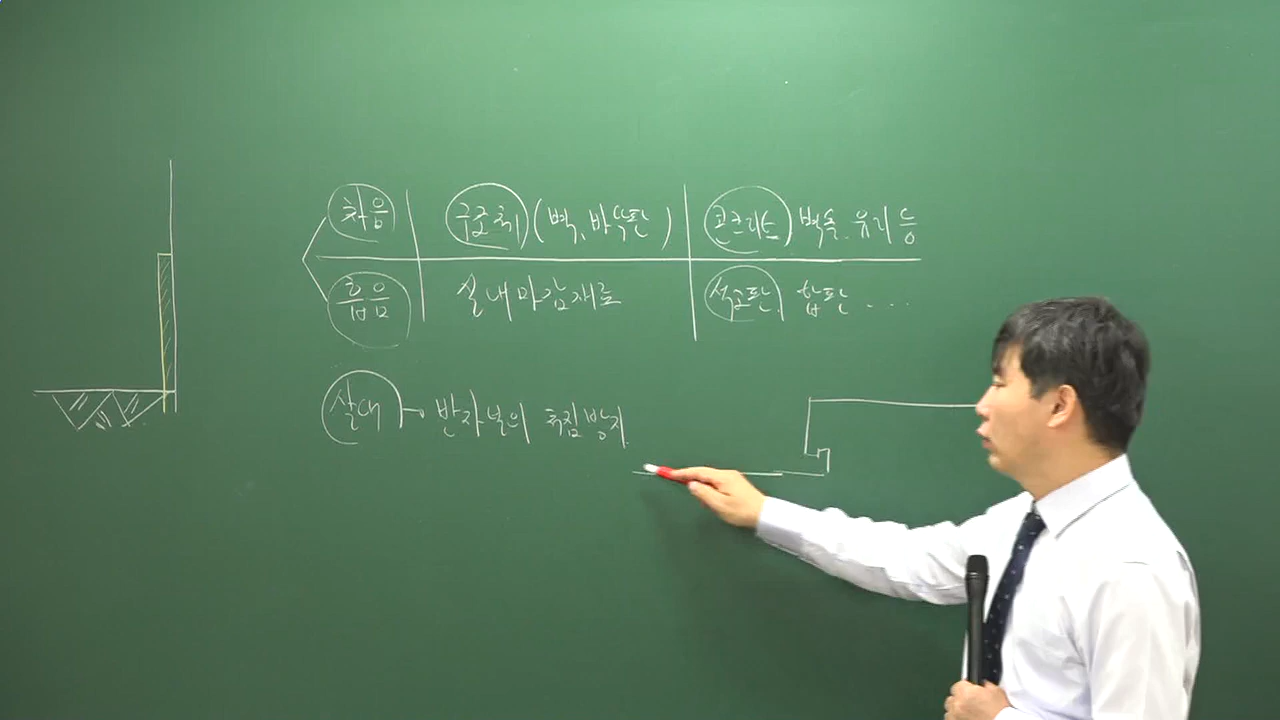 차음 구조체 (벽, 바닥판) 콘크리트 벽돌. 유리 등
흡음 실내마감재료 석고판, 합판 ...
살대 → 반자널의 처짐방지.